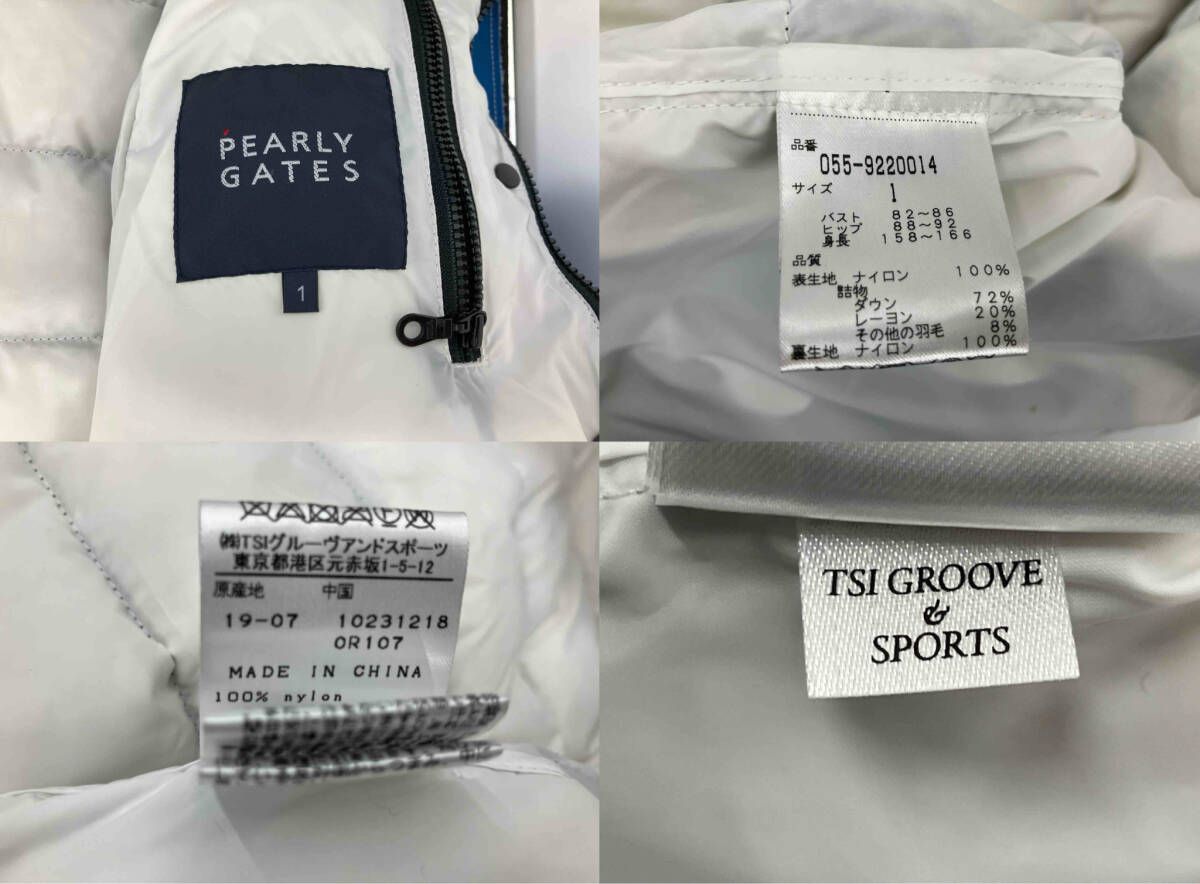 PEARLY
GATES
1
品番
055-9220014
サイズ 1
バスト 82～86
ヒップ 88～92
身長 158～166
品質
表生地 ナイロン 100%
詰物
ダウン 72%
レーヨン 20%
その他の羽毛 8%
裏生地 ナイロン 100%
㈱TSIグルーヴアンドスポーツ
東京都港区元赤坂1-5-12
原産地 中国
19-07 10231218
0R107
MADE IN CHINA
100% nylon
TSI GROOVE
&
SPORTS